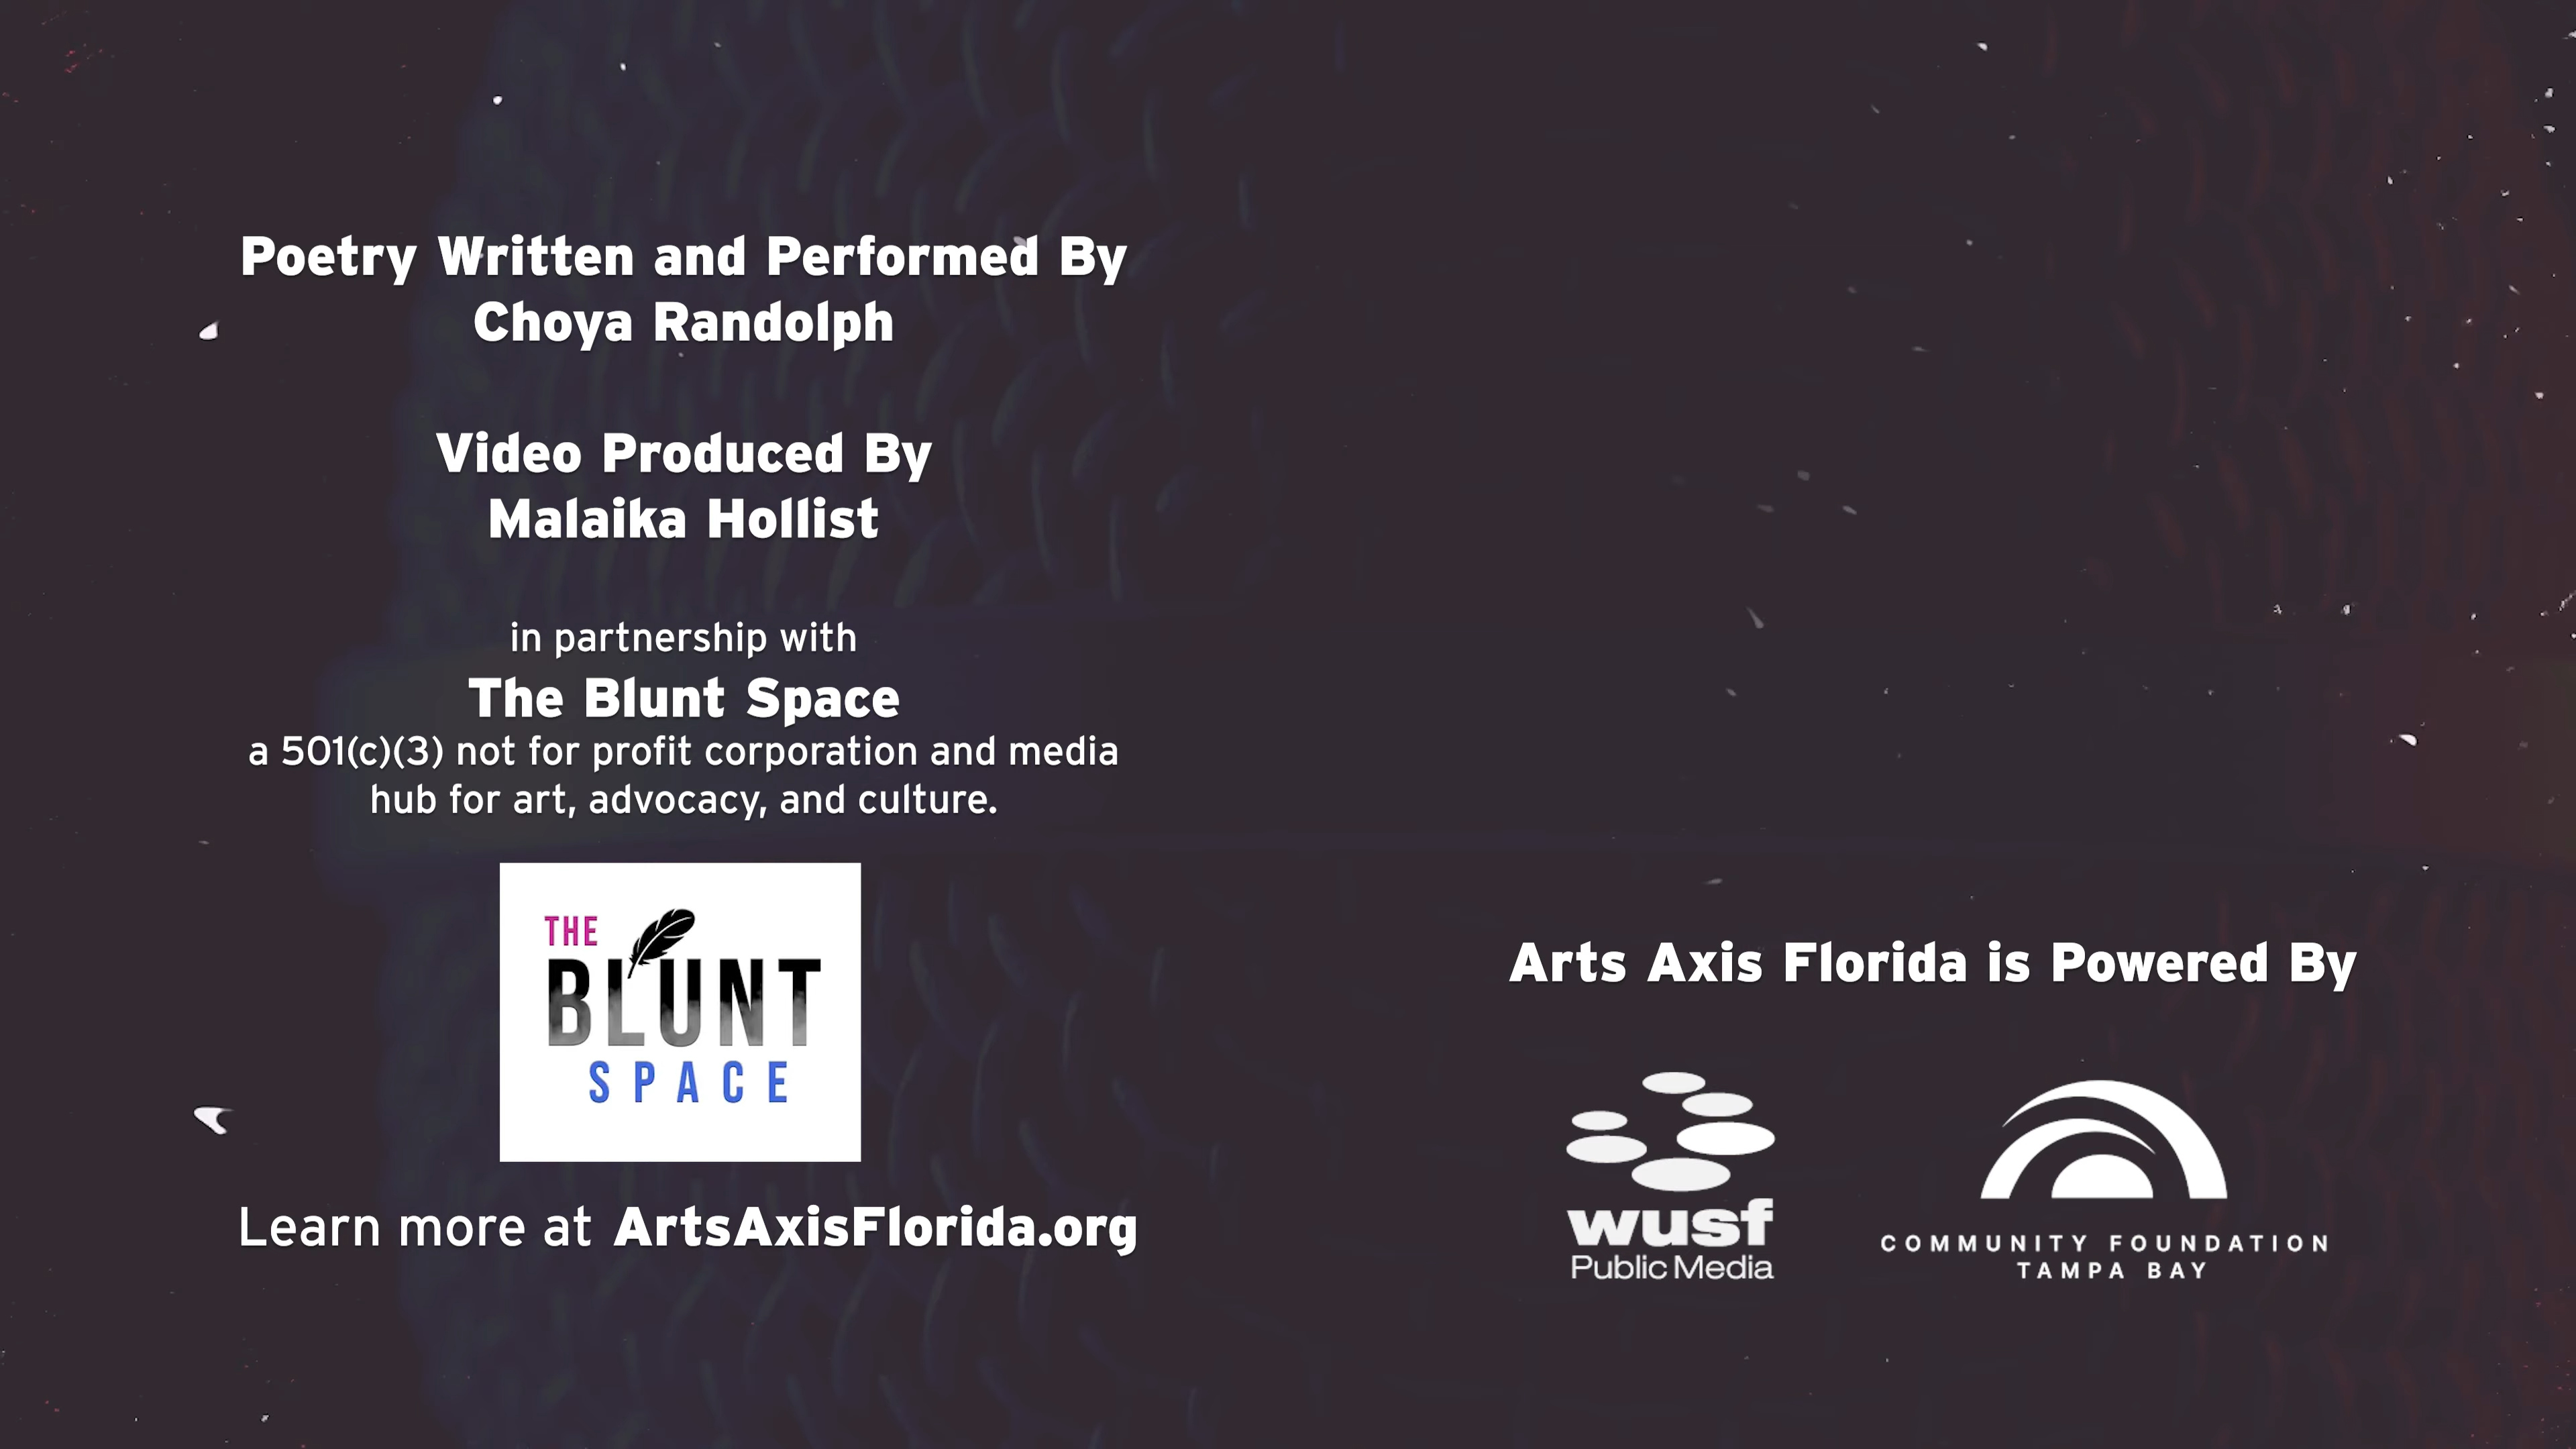 Poetry Written and Performed By
Choya Randolph
Video Produced By
Malaika Hollist
in partnership with
The Blunt Space
a 501(c)(3) not for profit corporation and media
hub for art, advocacy, and culture.
THE
BLUNT
SPACE
Learn more at ArtsAxisFlorida.org
Arts Axis Florida is Powered By
wusf
Public Media
COMMUNITY FOUNDATION
TAMPA BAY